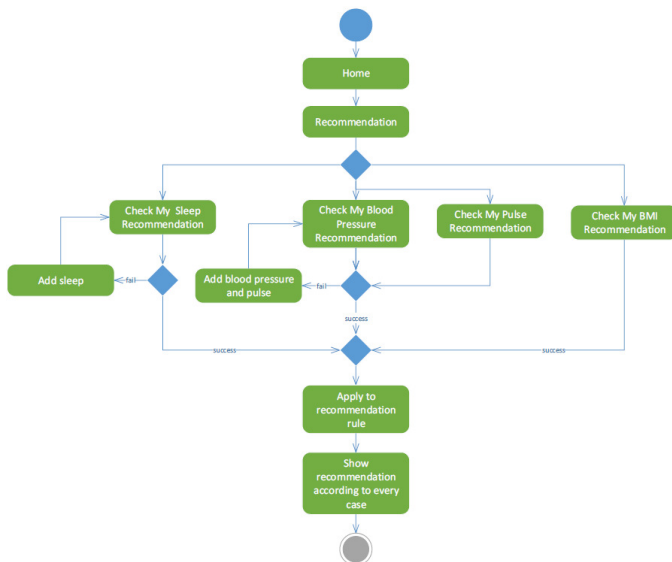 Home
Recommendation
Check My Sleep
Recommendation
Check My Blood
Pressure
Recommendation
Check My Pulse
Recommendation
Check My BMI
Recommendation
Add sleep
fail
Add blood pressure
and pulse
fail
success
success
success
Apply to
recommendation
rule
Show
recommendation
according to every
case